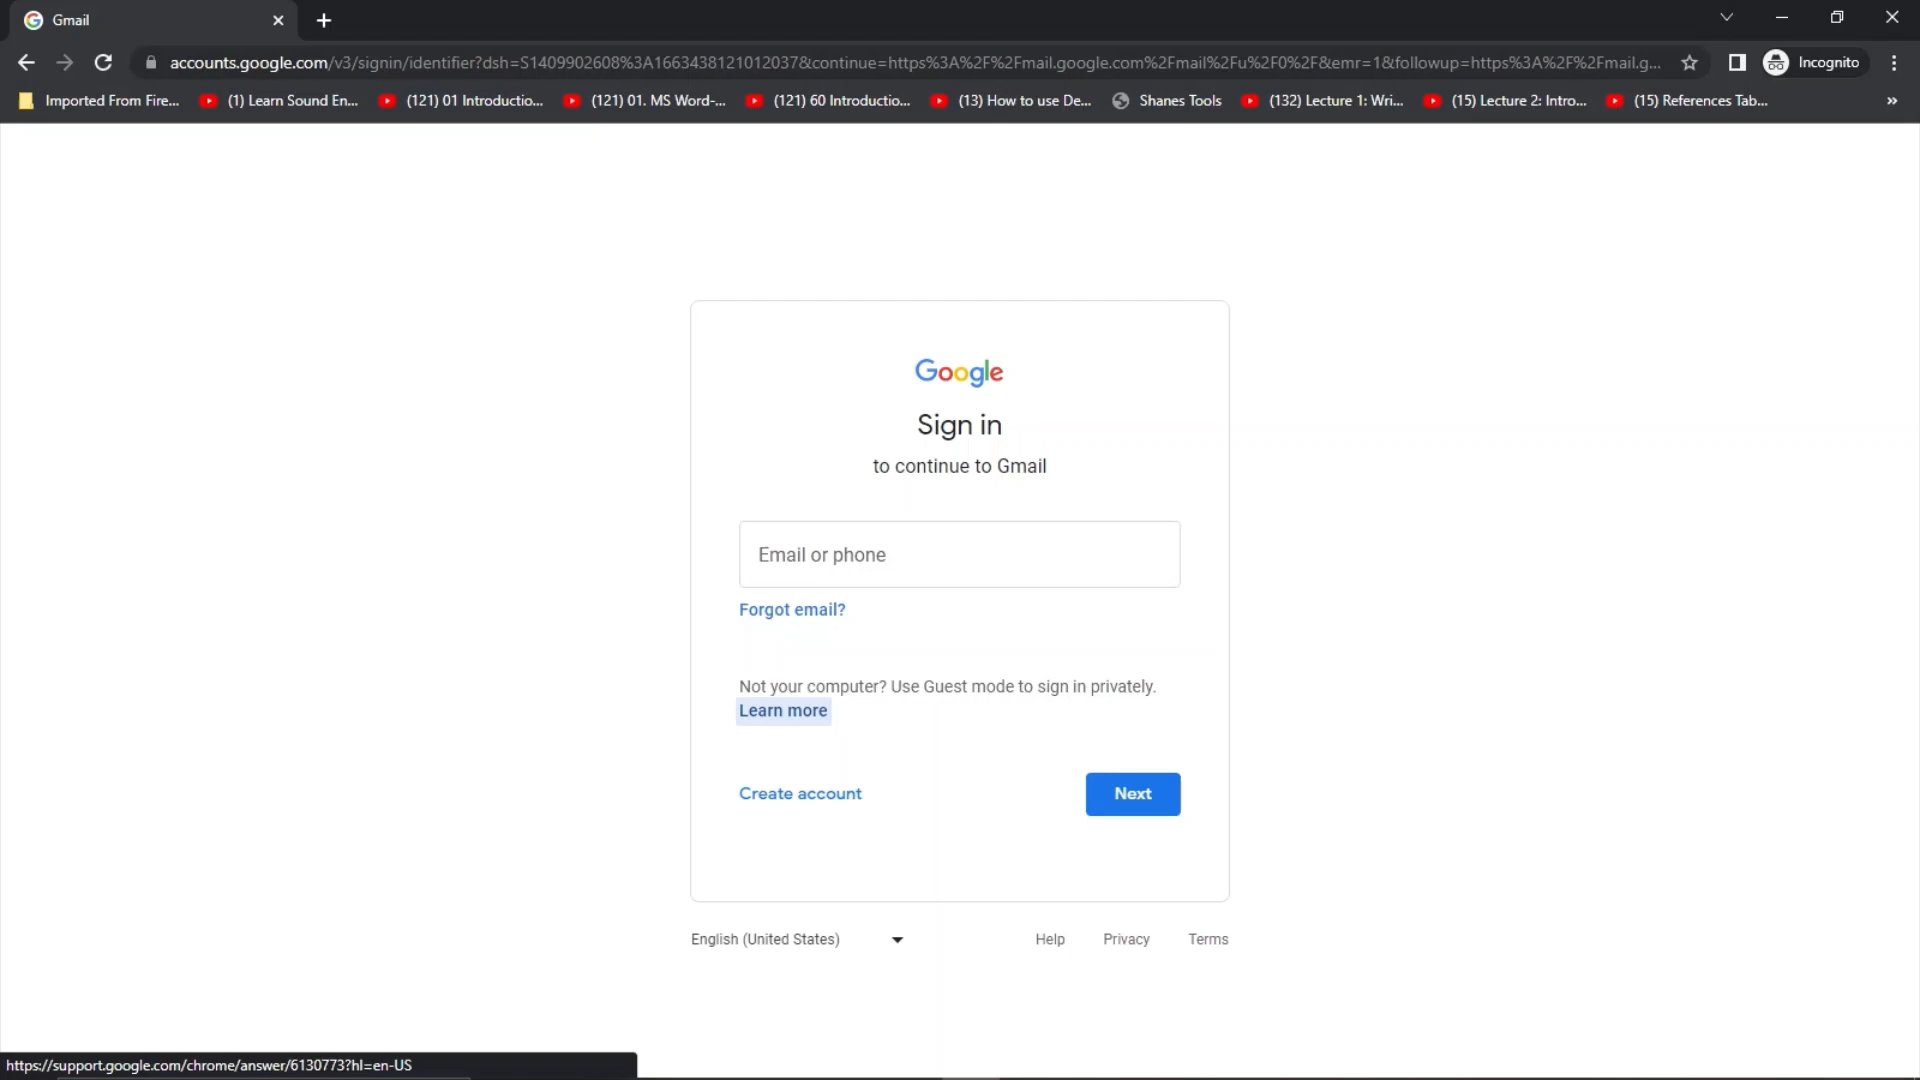 Gmail
accounts.google.com/v3/signin/identifier?dsh=S1409902608%3A1663438121012037&continue=https%3A%2F%2Fmail.google.com%2Fmail%2Fu%2F0%2F&emr=1&followup=https%3A%2F%2Fmail.g... Incognito
Imported From Fire... (1) Learn Sound En... (121) 01 Introductio... (121) 01. MS Word-... (121) 60 Introductio... (13) How to use De... Shanes Tools (132) Lecture 1: Wri... (15) Lecture 2: Intro... (15) References Tab... »
Google
Sign in
to continue to Gmail
Email or phone
Forgot email?
Not your computer? Use Guest mode to sign in privately.
Learn more
Create account Next
English (United States) Help Privacy Terms
https://support.google.com/chrome/answer/6130773?hl=en-US